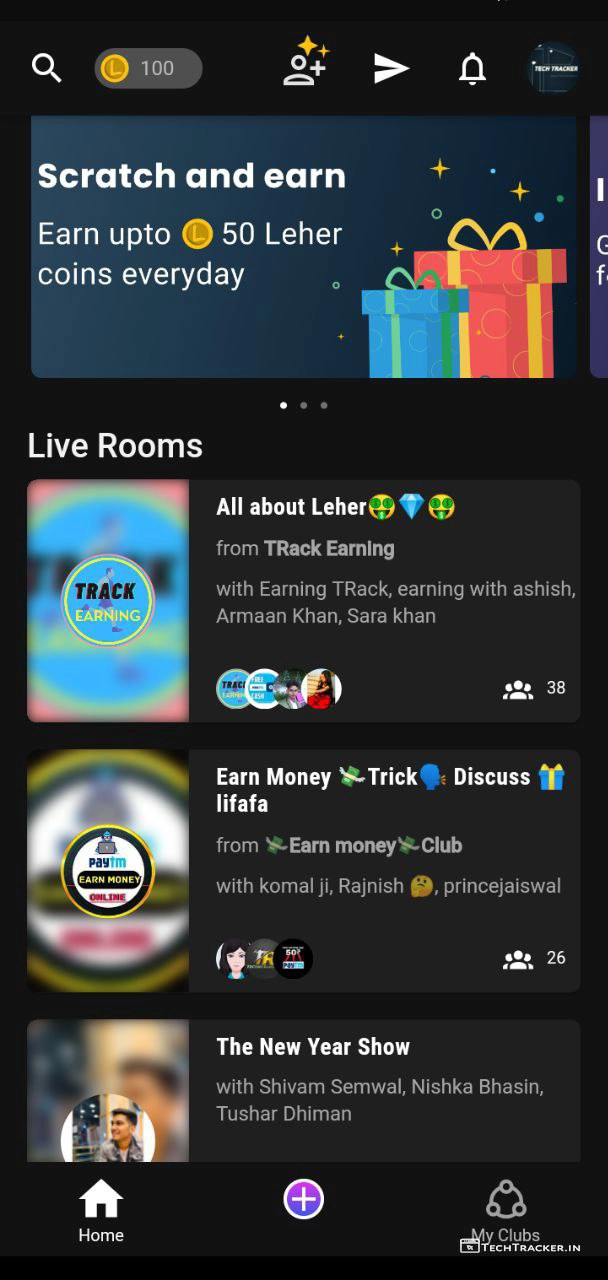 100
TECH TRACKER
Scratch and earn
Earn upto 50 Leher
coins everyday
Live Rooms
All about Leher🤑💎🤑
from TRack Earning
with Earning TRack, earning with ashish,
Armaan Khan, Sara khan
TRACK
EARNING
38
Earn Money 💸Trick🗣️ Discuss 🎁
lifafa
from 💸Earn money💸Club
with komal ji, Rajnish 🤔, princejaiswal
paytm
EARN MONEY
ONLINE
26
The New Year Show
with Shivam Semwal, Nishka Bhasin,
Tushar Dhiman
Home
My Clubs
TECHTRACKER.IN